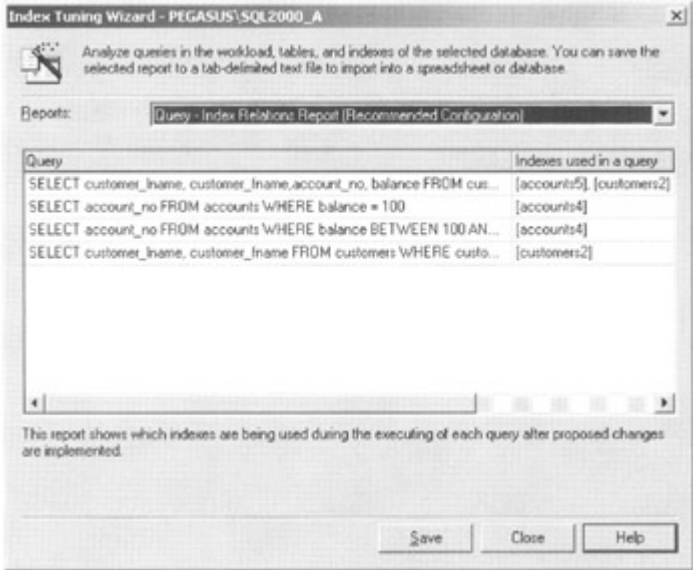 Index Tuning Wizard - PEGASUS\SQL2000_A
Analyze queries in the workload, tables, and indexes of the selected database. You can save the
selected report to a tab-delimited text file to import into a spreadsheet or database.
Reports:
Query - Index Relations Report (Recommended Configuration)
Query Indexes used in a query
SELECT customer_lname, customer_fname,account_no, balance FROM cus... [accounts5], [customers2]
SELECT account_no FROM accounts WHERE balance = 100 [accounts4]
SELECT account_no FROM accounts WHERE balance BETWEEN 100 AN... [accounts4]
SELECT customer_lname, customer_fname FROM customers WHERE custo... [customers2]
This report shows which indexes are being used during the executing of each query after proposed changes
are implemented.
Save Close Help